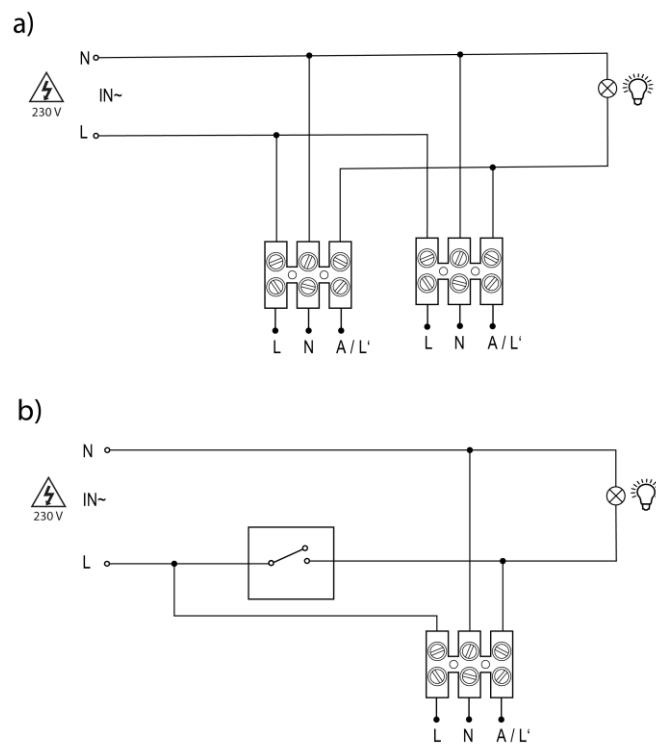 a)
N
IN~
230 V
L
L N A / L‘ L N A / L‘
b)
N
IN~
230 V
L
L N A / L‘